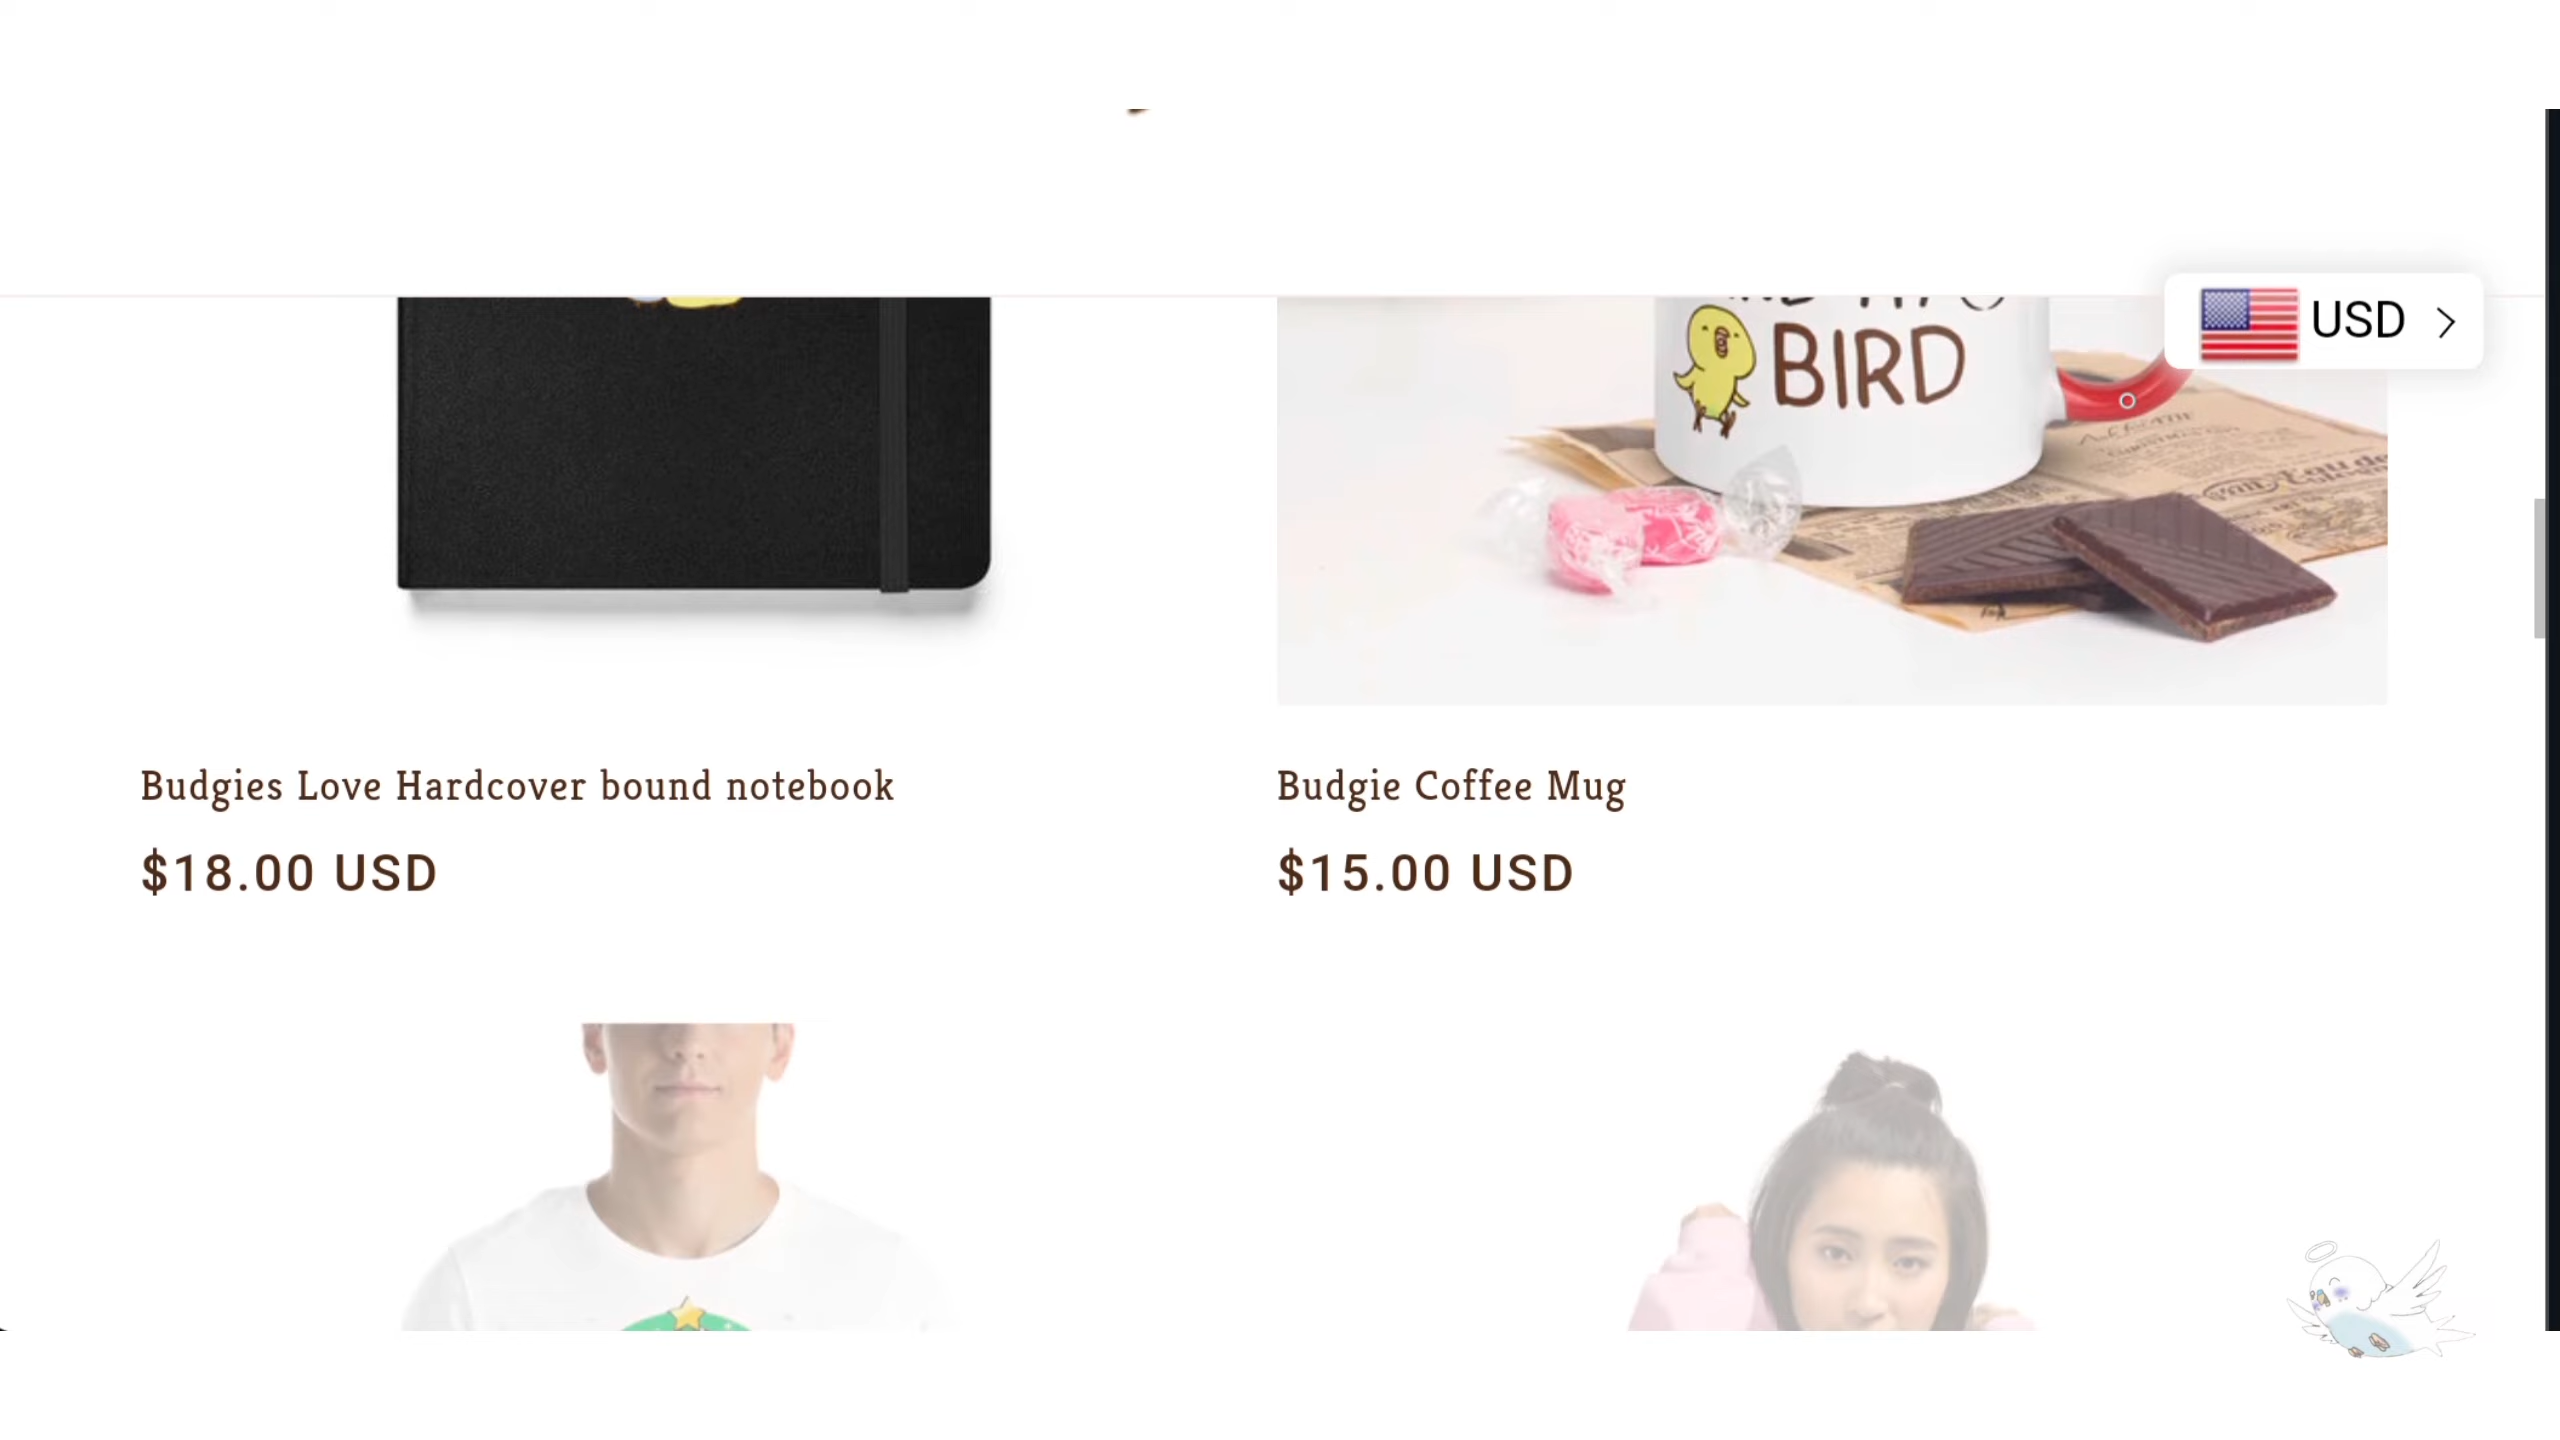 USD
BIRD
Budgies Love Hardcover bound notebook
Budgie Coffee Mug
$18.00 USD
$15.00 USD